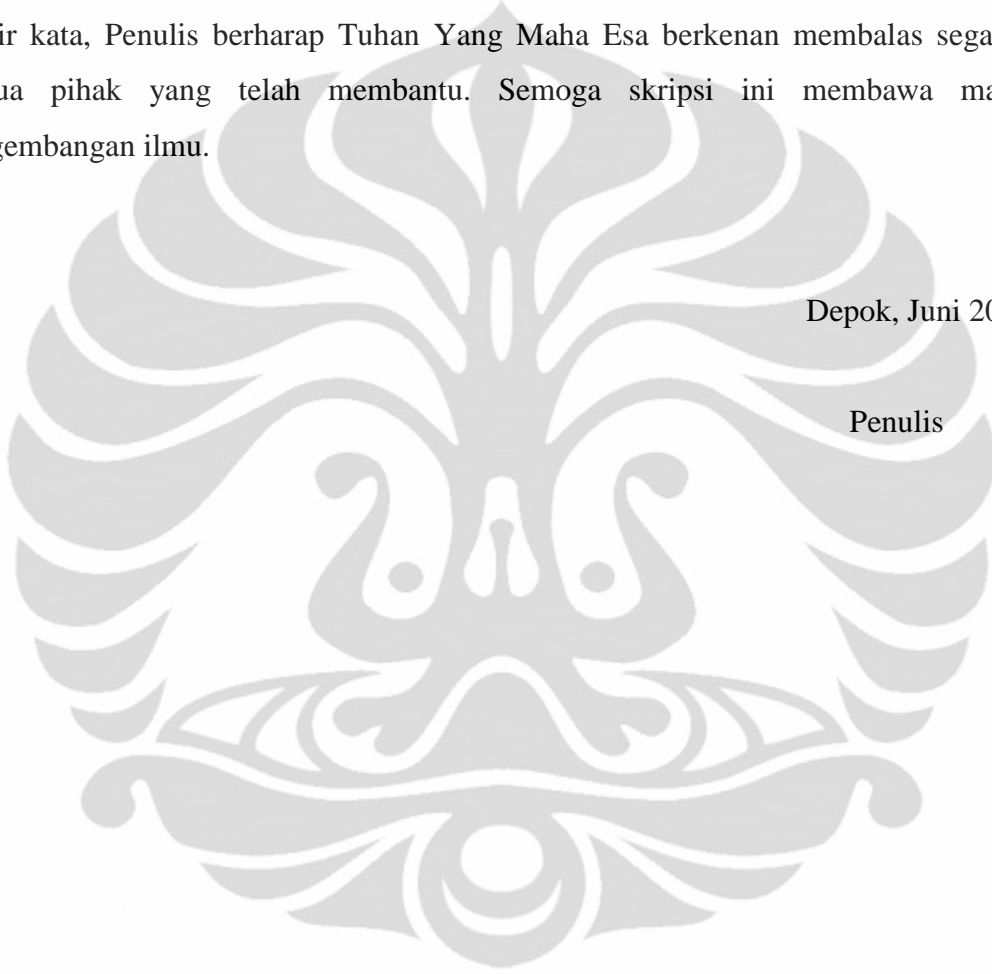 ir kata, Penulis berharap Tuhan Yang Maha Esa berkenan membalas sega
ua pihak yang telah membantu. Semoga skripsi ini membawa ma
gembangan ilmu.
Depok, Juni 20
Penulis